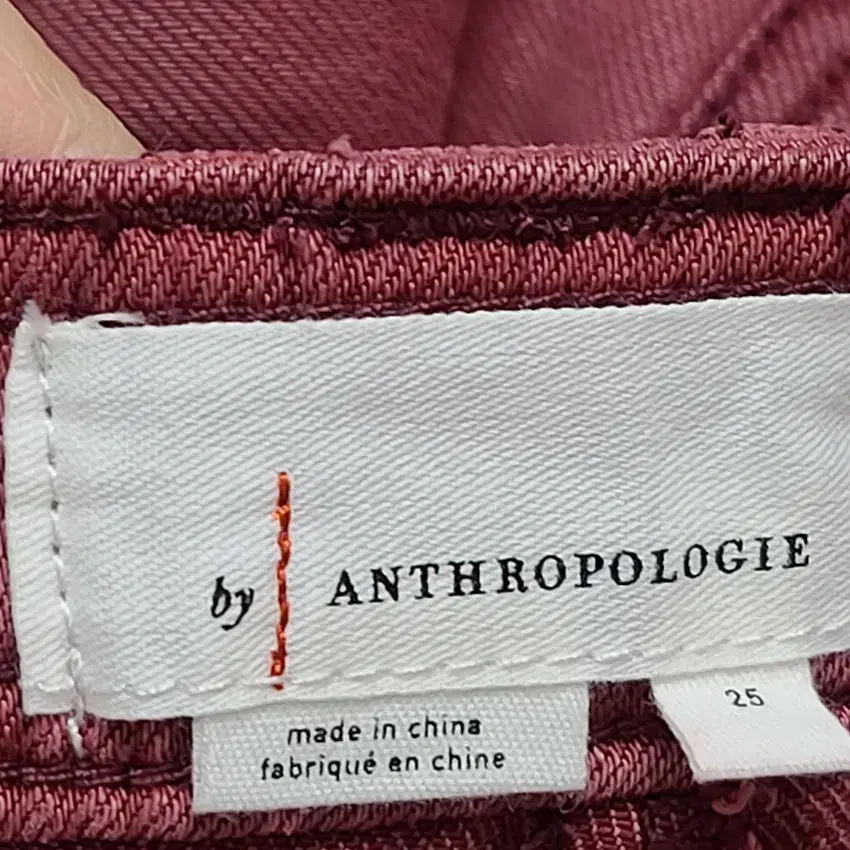 by | ANTHROPOLOGIE
made in china
fabriqué en chine
25